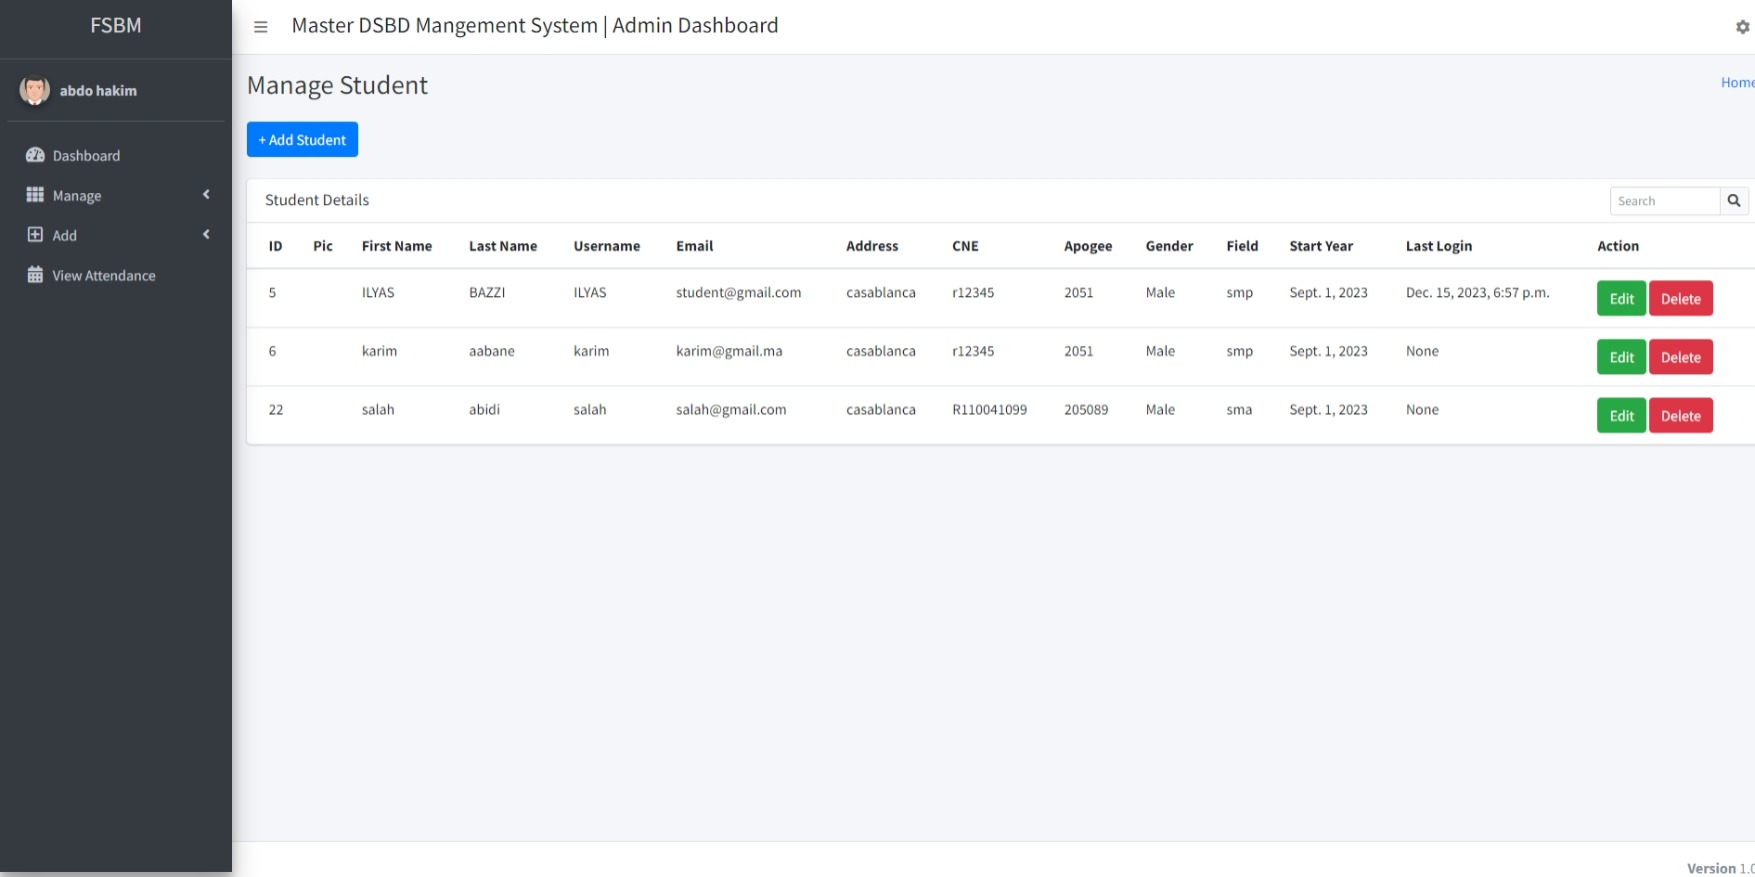 FSBM
Master DSBD Mangement System | Admin Dashboard
abdo hakim
Dashboard
Manage
Add
View Attendance
Manage Student
Home
+ Add Student
Student Details
Search
ID Pic First Name Last Name Username Email Address CNE Apogee Gender Field Start Year Last Login Action
5 ILYAS BAZZI ILYAS student@gmail.com casablanca r12345 2051 Male smp Sept. 1, 2023 Dec. 15, 2023, 6:57 p.m. Edit Delete
6 karim aabane karim karim@gmail.ma casablanca r12345 2051 Male smp Sept. 1, 2023 None Edit Delete
22 salah abidi salah salah@gmail.com casablanca R110041099 205089 Male sma Sept. 1, 2023 None Edit Delete
Version 1.0